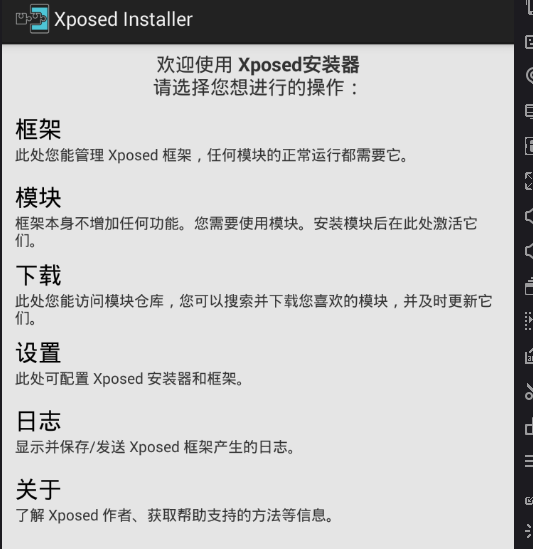 Xposed Installer
欢迎使用 Xposed安装器
请选择您想进行的操作：
框架
此处您能管理 Xposed 框架，任何模块的正常运行都需要它。
模块
框架本身不增加任何功能。您需要使用模块。安装模块后在此处激活它
们。
下载
此处您能访问模块仓库，您可以搜索并下载您喜欢的模块，并及时更新它
们。
设置
此处可配置 Xposed 安装器和框架。
日志
显示并保存/发送 Xposed 框架产生的日志。
关于
了解 Xposed 作者、获取帮助支持的方法等信息。